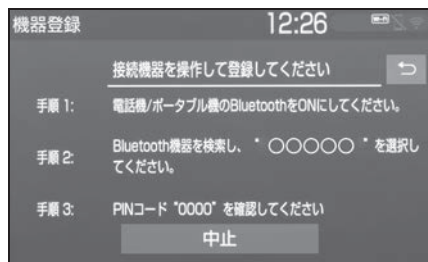 機器登録
12:26
接続機器を操作して登録してください
手順 1:
電話機/ポータブル機のBluetoothをONにしてください。
手順 2:
Bluetooth機器を検索し、"○○○○○"を選択し
てください。
手順 3:
PINコード"0000"を確認してください
中止